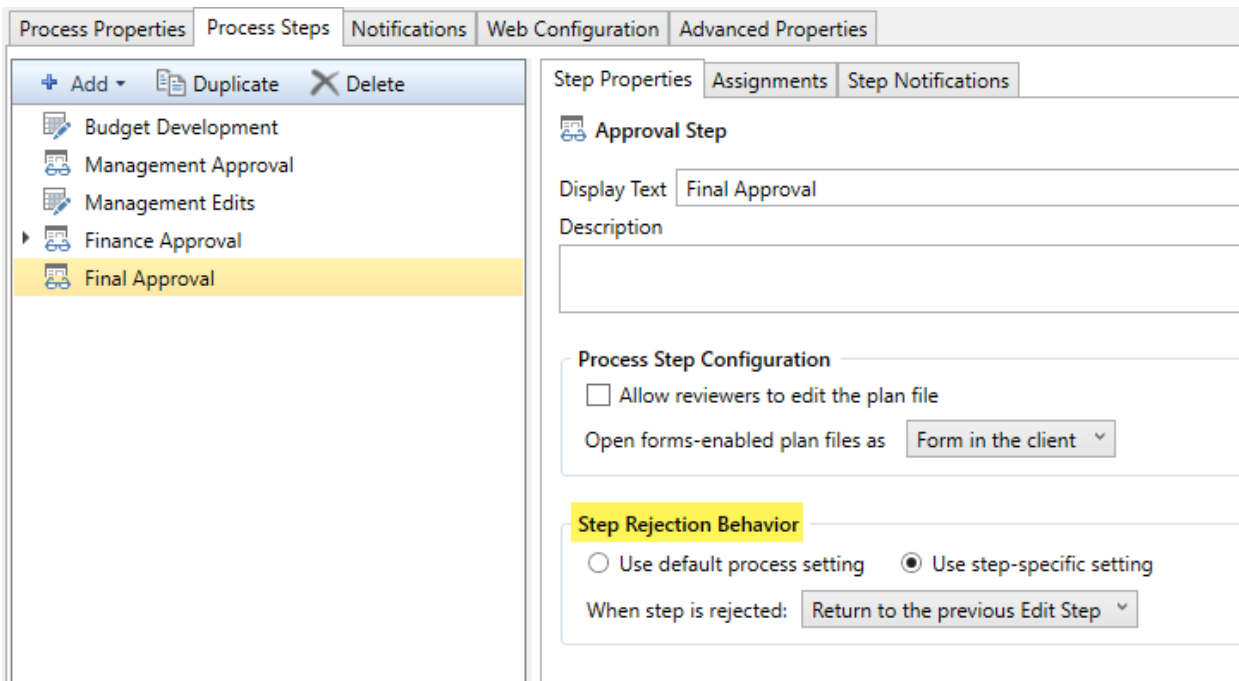 Process Properties Process Steps Notifications Web Configuration Advanced Properties
Add Duplicate Delete
Budget Development
Management Approval
Management Edits
Finance Approval
Final Approval
Step Properties Assignments Step Notifications
Approval Step
Display Text Final Approval
Description
Process Step Configuration
Allow reviewers to edit the plan file
Open forms-enabled plan files as Form in the client
Step Rejection Behavior
Use default process setting Use step-specific setting
When step is rejected: Return to the previous Edit Step